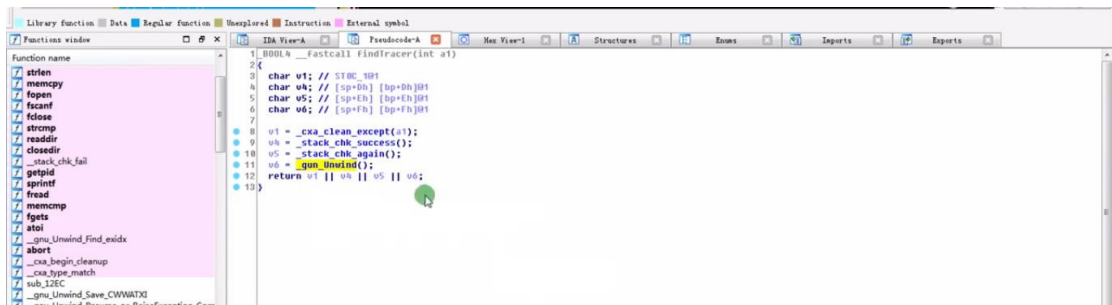 Library function Data Regular function Unexplored Instruction External symbol
Functions window
IDA View-A Pseudocode-A Hex View-1 Structures Enums Imports Exports
Function name
strlen
memcpy
fopen
fscanf
fclose
strcmp
readdir
closedir
__stack_chk_fail
getpid
sprintf
fread
memcmp
fgets
atoi
__gnu_Unwind_Find_exidx
abort
__cxa_begin_cleanup
__cxa_type_match
sub_12EC
__gnu_Unwind_Save_CWWATXI
1 _BOOL4 __fastcall findTracer(int a1)
2 {
3 char v1; // ST0C_1@1
4 char v4; // [sp+Dh] [bp+Dh]@1
5 char v5; // [sp+Eh] [bp+Eh]@1
6 char v6; // [sp+Fh] [bp+Fh]@1
7
8 v1 = _cxa_clean_except(a1);
9 v4 = _stack_chk_success();
10 v5 = _stack_chk_again();
11 v6 = _gun_Unwind();
12 return v1 || v4 || v5 || v6;
13 }